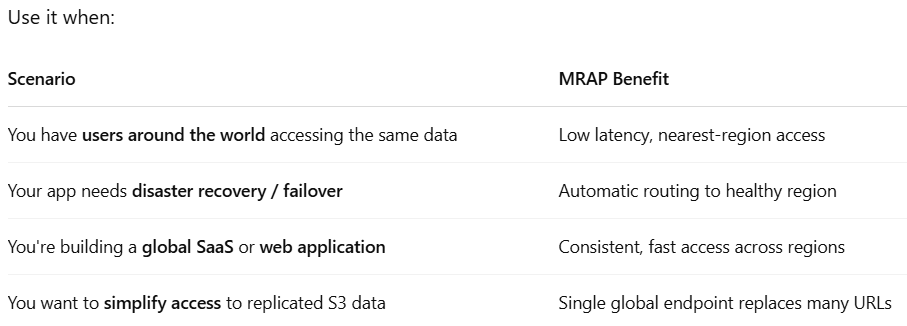 Use it when:
Scenario MRAP Benefit
You have users around the world accessing the same data Low latency, nearest-region access
Your app needs disaster recovery / failover Automatic routing to healthy region
You're building a global SaaS or web application Consistent, fast access across regions
You want to simplify access to replicated S3 data Single global endpoint replaces many URLs